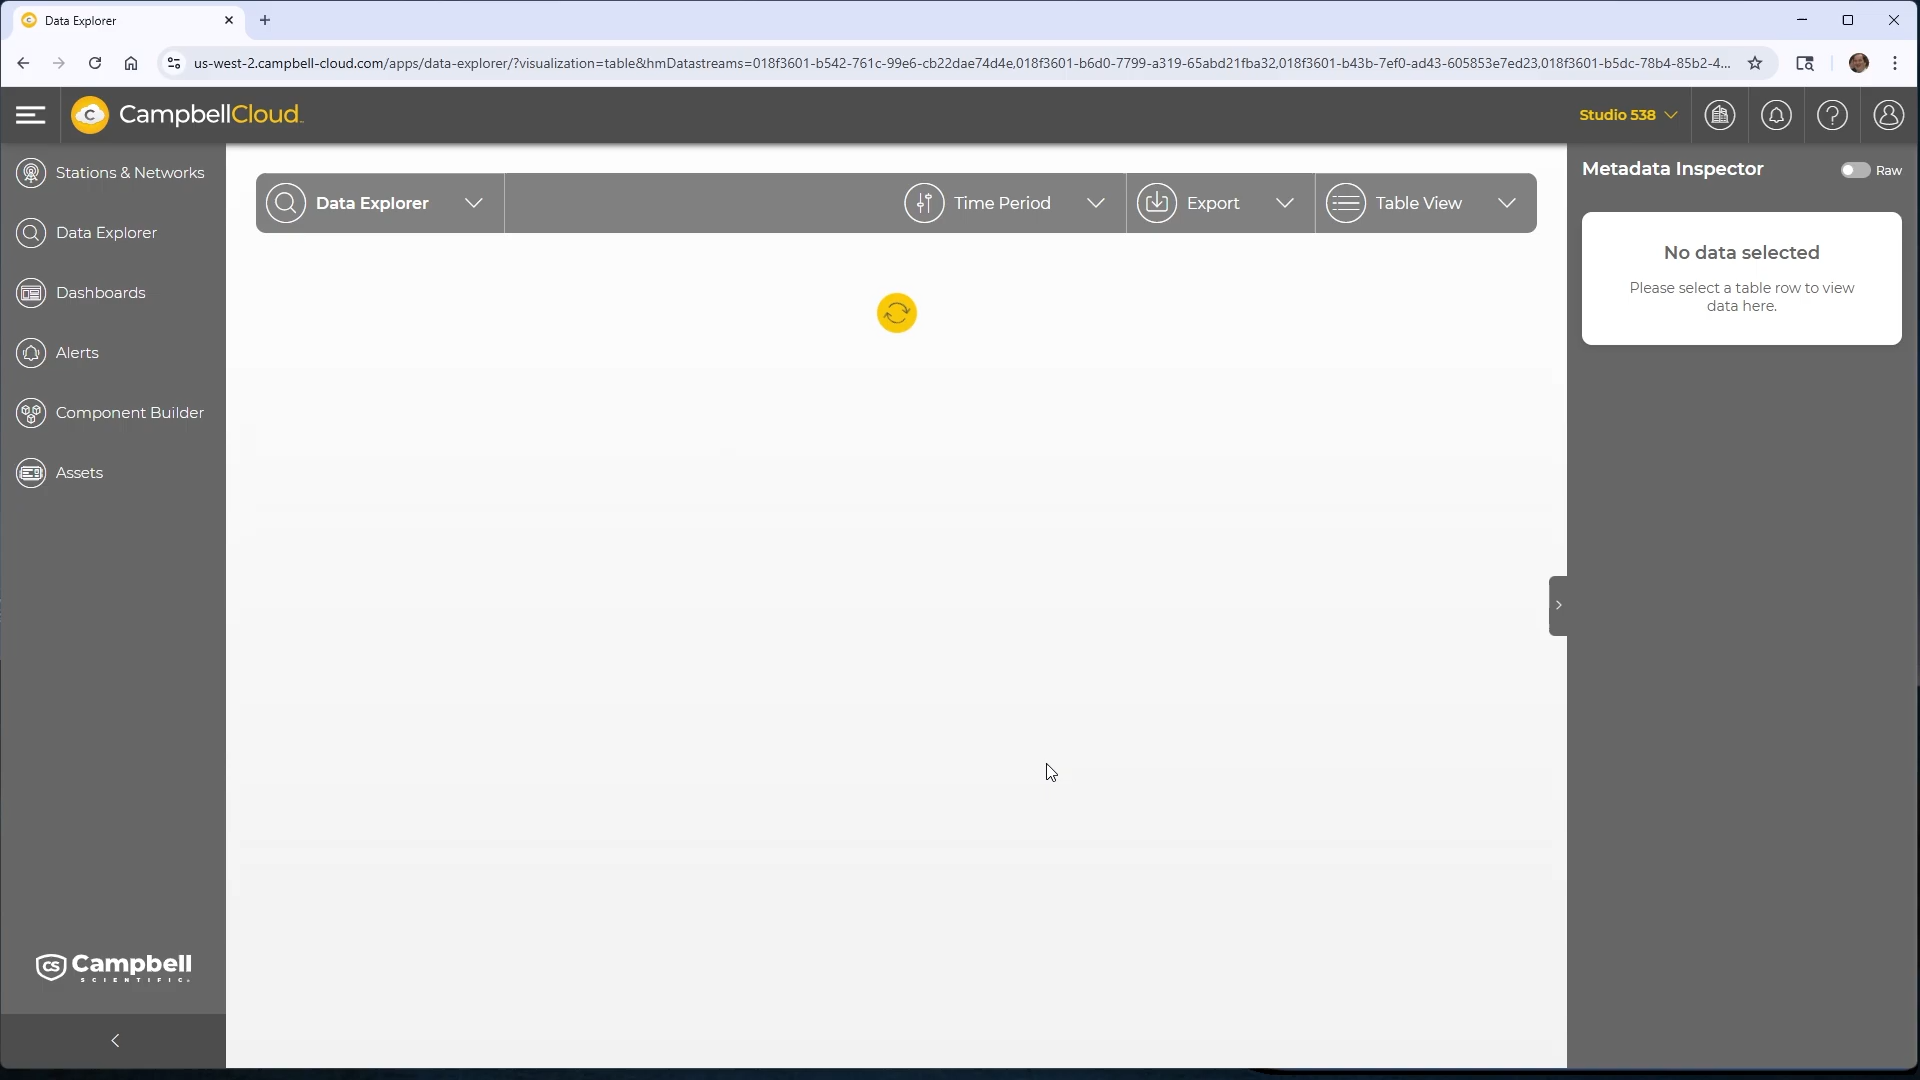 Data Explorer
us-west-2.campbell-cloud.com/apps/data-explorer/?visualization=table&hmDatastreams=018f3601-b542-761c-99e6-cb22dae74d4e,018f3601-b6d0-7799-a319-65abd21fba32,018f3601-b43b-7ef0-ad43-605853e7ed23,018f3601-b5dc-78b4-85b2-4...
CampbellCloud
Studio 538
Stations & Networks
Data Explorer
Dashboards
Alerts
Component Builder
Assets
Data Explorer
Time Period
Export
Table View
Metadata Inspector
Raw
No data selected
Please select a table row to view
data here.
CS Campbell
SCIENTIFIC